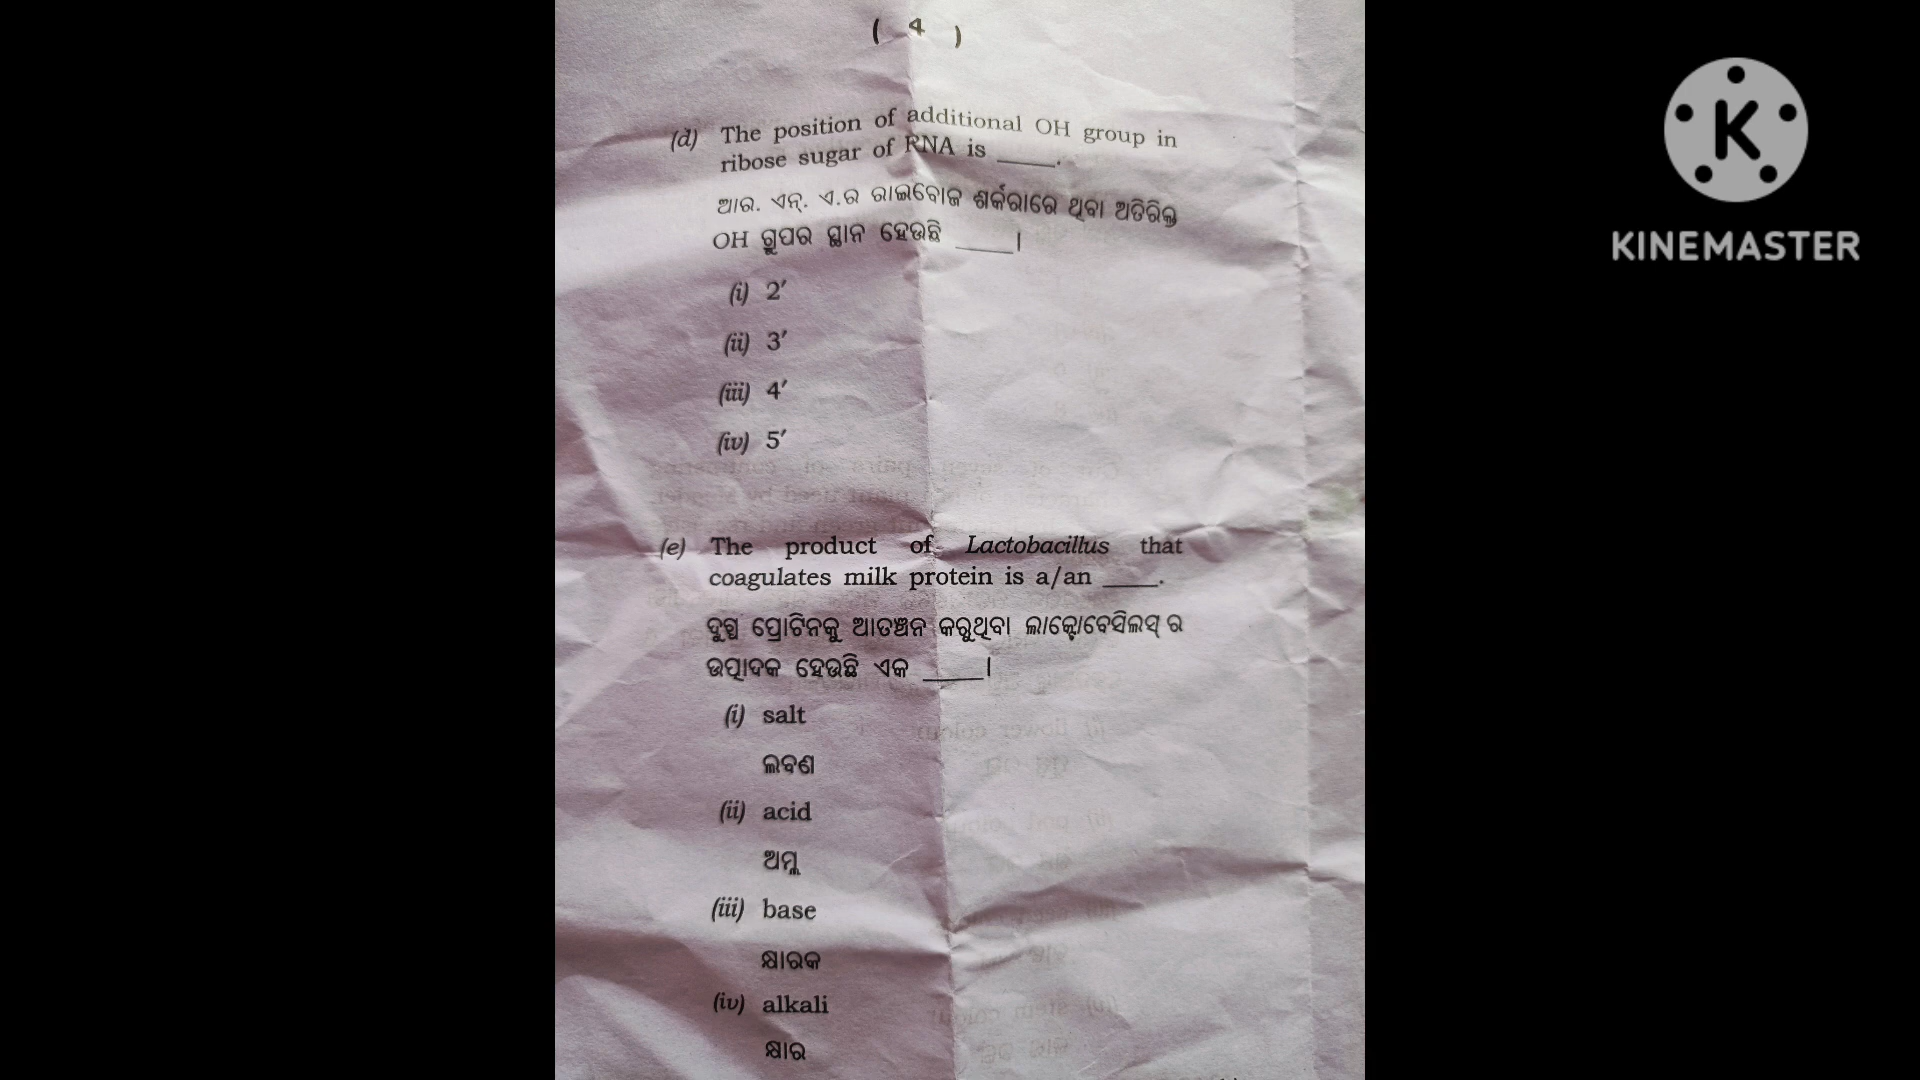 ( 4 )
(d) The position of additional OH group in
ribose sugar of RNA is ____.
ଆର. ଏନ୍. ଏ.ର ରାଇବୋଜ ଶର୍କରାରେ ଥିବା ଅତିରିକ୍ତ
OH ଗ୍ରୁପର ସ୍ଥାନ ହେଉଛି ____।
(i) 2′
(ii) 3′
(iii) 4′
(iv) 5′
(e) The product of Lactobacillus that
coagulates milk protein is a/an ____.
ଦୁଗ୍ଧ ପ୍ରୋଟିନକୁ ଆତଞ୍ଚନ କରୁଥିବା ଲାକ୍ଟୋବେସିଲସ୍ ର
ଉତ୍ପାଦକ ହେଉଛି ଏକ ____।
(i) salt
ଲବଣ
(ii) acid
ଅମ୍ଳ
(iii) base
କ୍ଷାରକ
(iv) alkali
କ୍ଷାର
K
KINEMASTER